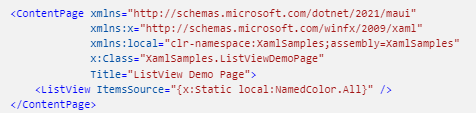 <ContentPage xmlns="http://schemas.microsoft.com/dotnet/2021/maui"
xmlns:x="http://schemas.microsoft.com/winfx/2009/xaml"
xmlns:local="clr-namespace:XamlSamples;assembly=XamlSamples"
x:Class="XamlSamples.ListViewDemoPage"
Title="ListView Demo Page">
<ListView ItemsSource="{x:Static local:NamedColor.All}" />
</ContentPage>